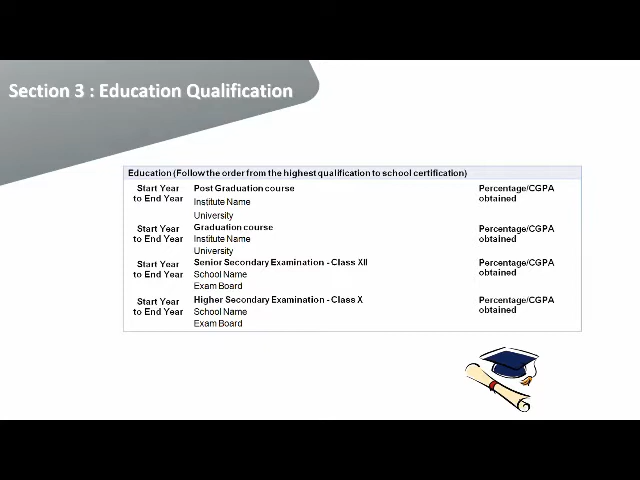 Section 3 : Education Qualification
Education (Follow the order from the highest qualification to school certification)
Start Year to End Year
Post Graduation course
Institute Name
University
Percentage/CGPA obtained
Start Year to End Year
Graduation course
Institute Name
University
Percentage/CGPA obtained
Start Year to End Year
Senior Secondary Examination - Class XII
School Name
Exam Board
Percentage/CGPA obtained
Start Year to End Year
Higher Secondary Examination - Class X
School Name
Exam Board
Percentage/CGPA obtained